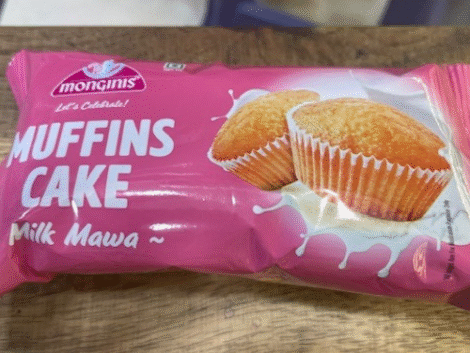 monginis
Let's Celebrate!
MUFFINS
CAKE
Milk Mawa ~